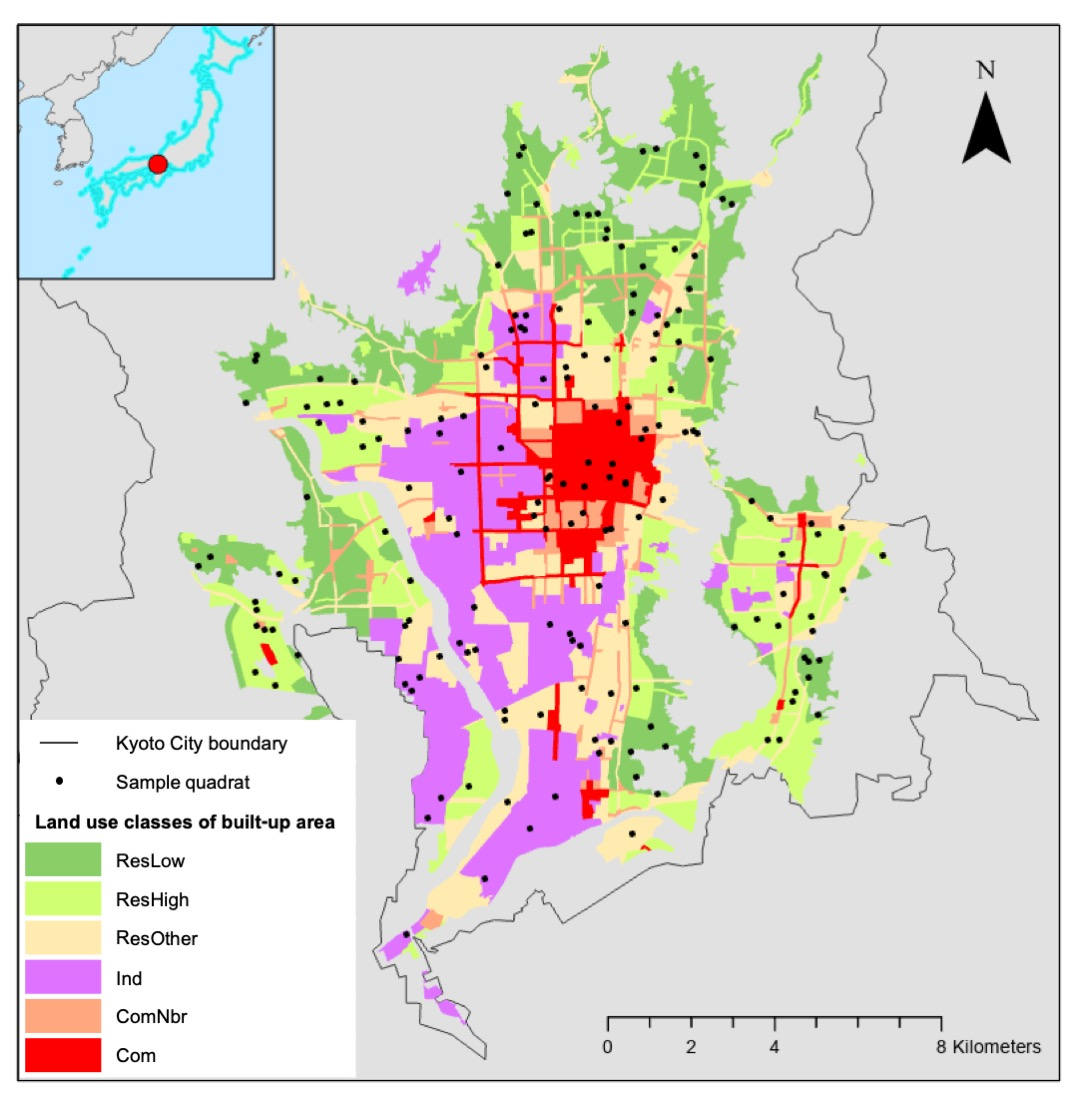 N
Kyoto City boundary
Sample quadrat
Land use classes of built-up area
ResLow
ResHigh
ResOther
Ind
ComNbr
Com
0 2 4 8 Kilometers